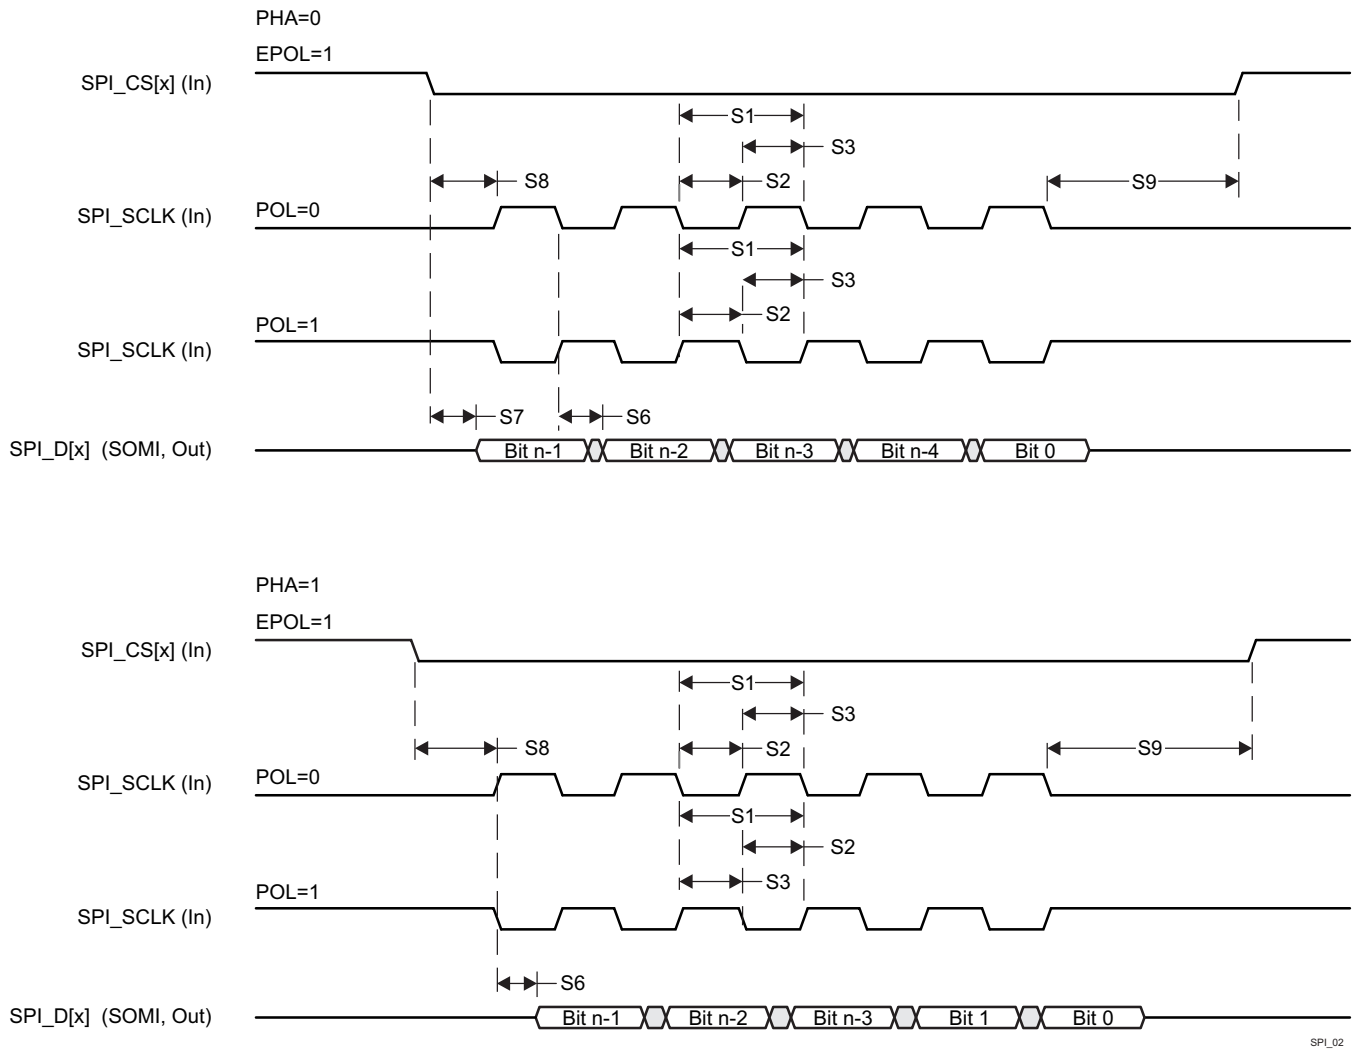 PHA=0
EPOL=1
SPI_CS[x] (In)
S1
S3
S8
S2
S9
POL=0
SPI_SCLK (In)
S1
S3
S2
POL=1
SPI_SCLK (In)
S7
S6
SPI_D[x] (SOMI, Out)
Bit n-1
Bit n-2
Bit n-3
Bit n-4
Bit 0
PHA=1
EPOL=1
SPI_CS[x] (In)
S1
S3
S8
S2
S9
POL=0
SPI_SCLK (In)
S1
S2
S3
POL=1
SPI_SCLK (In)
S6
SPI_D[x] (SOMI, Out)
Bit n-1
Bit n-2
Bit n-3
Bit 1
Bit 0
SPI_02